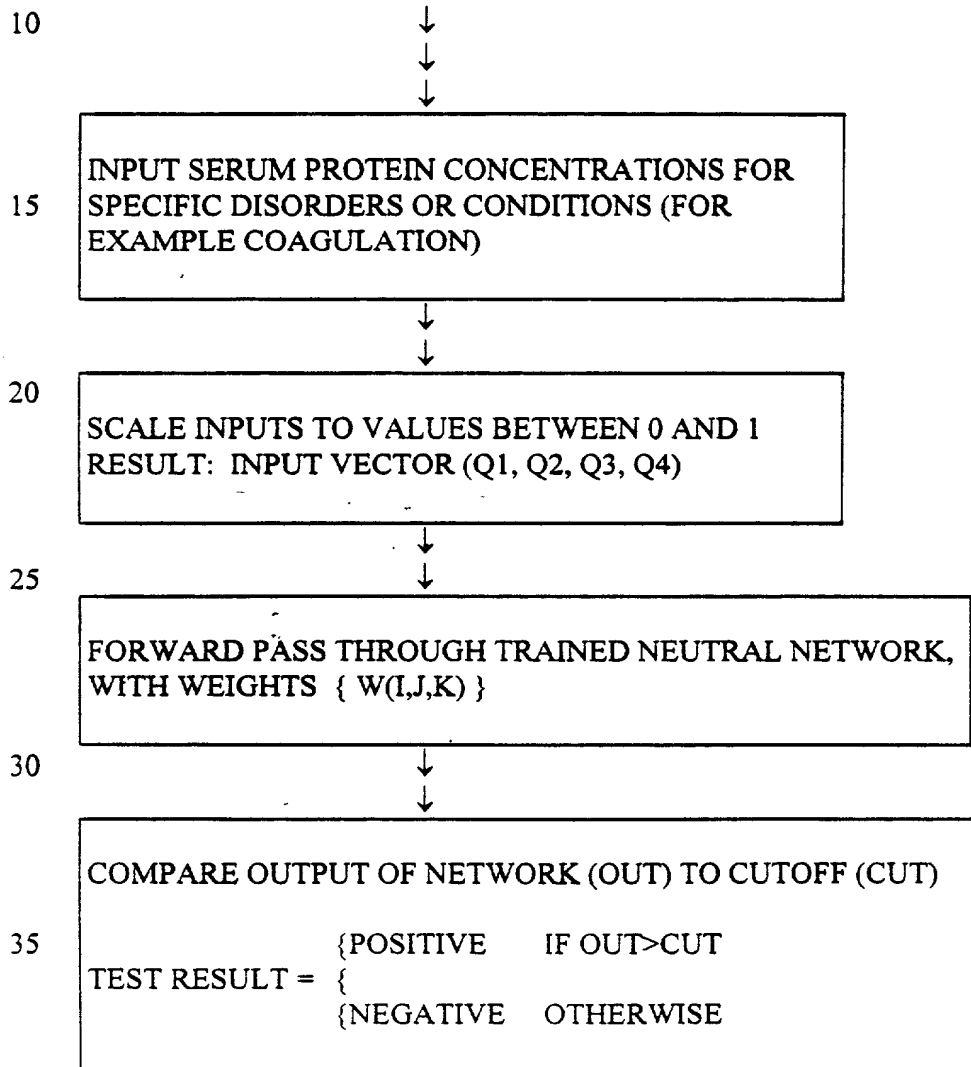 10 ↓
↓
↓
INPUT SERUM PROTEIN CONCENTRATIONS FOR
15 SPECIFIC DISORDERS OR CONDITIONS (FOR
EXAMPLE COAGULATION)
↓
↓
20
SCALE INPUTS TO VALUES BETWEEN 0 AND 1
RESULT: INPUT VECTOR (Q1, Q2, Q3, Q4)
↓
25 ↓
FORWARD PASS THROUGH TRAINED NEUTRAL NETWORK,
WITH WEIGHTS { W(I,J,K) }
30 ↓
↓
COMPARE OUTPUT OF NETWORK (OUT) TO CUTOFF (CUT)
35 {POSITIVE IF OUT>CUT
TEST RESULT = {
{NEGATIVE OTHERWISE